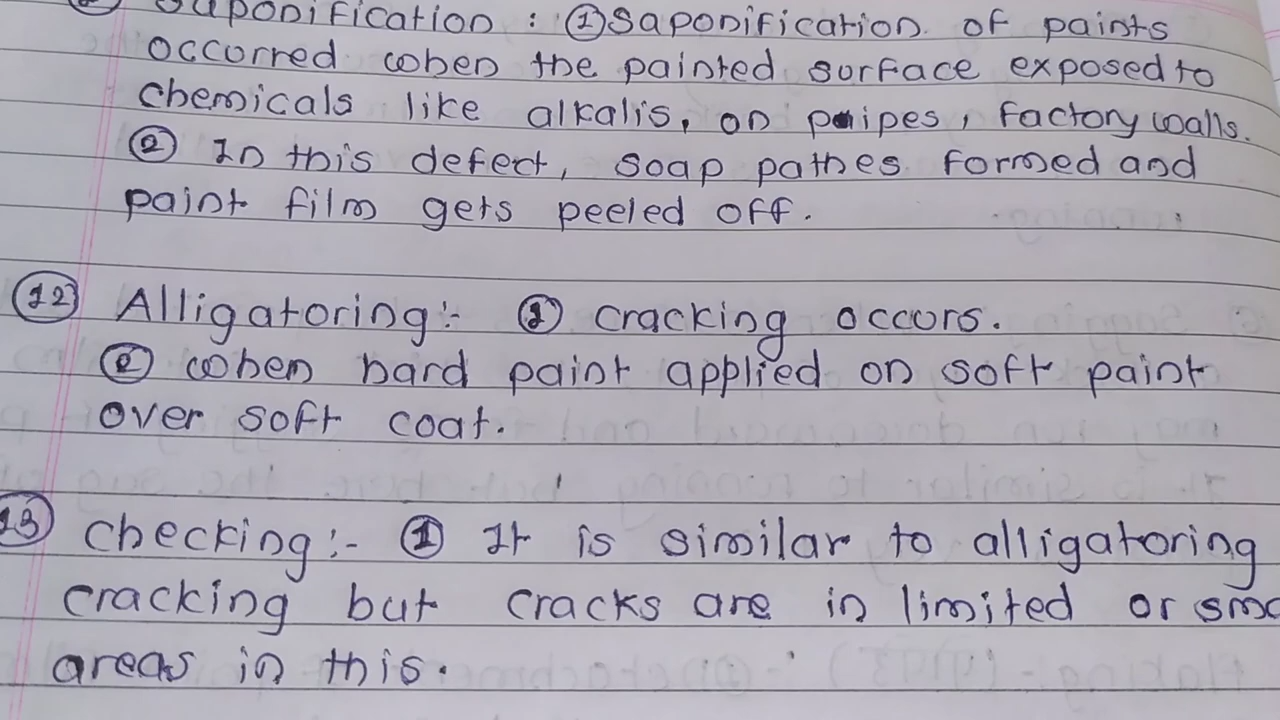 Saponification : ① Saponification of paints
occurred when the painted surface exposed to
chemicals like alkalis, on pipes, factory walls.
② In this defect, soap pathes formed and
paint film gets peeled off.
⑫ Alligatoring :- ① cracking occurs.
② when hard paint applied on soft paint
over soft coat.
⑬ Checking :- ① It is similar to alligatoring
cracking but cracks are in limited or
areas in this.